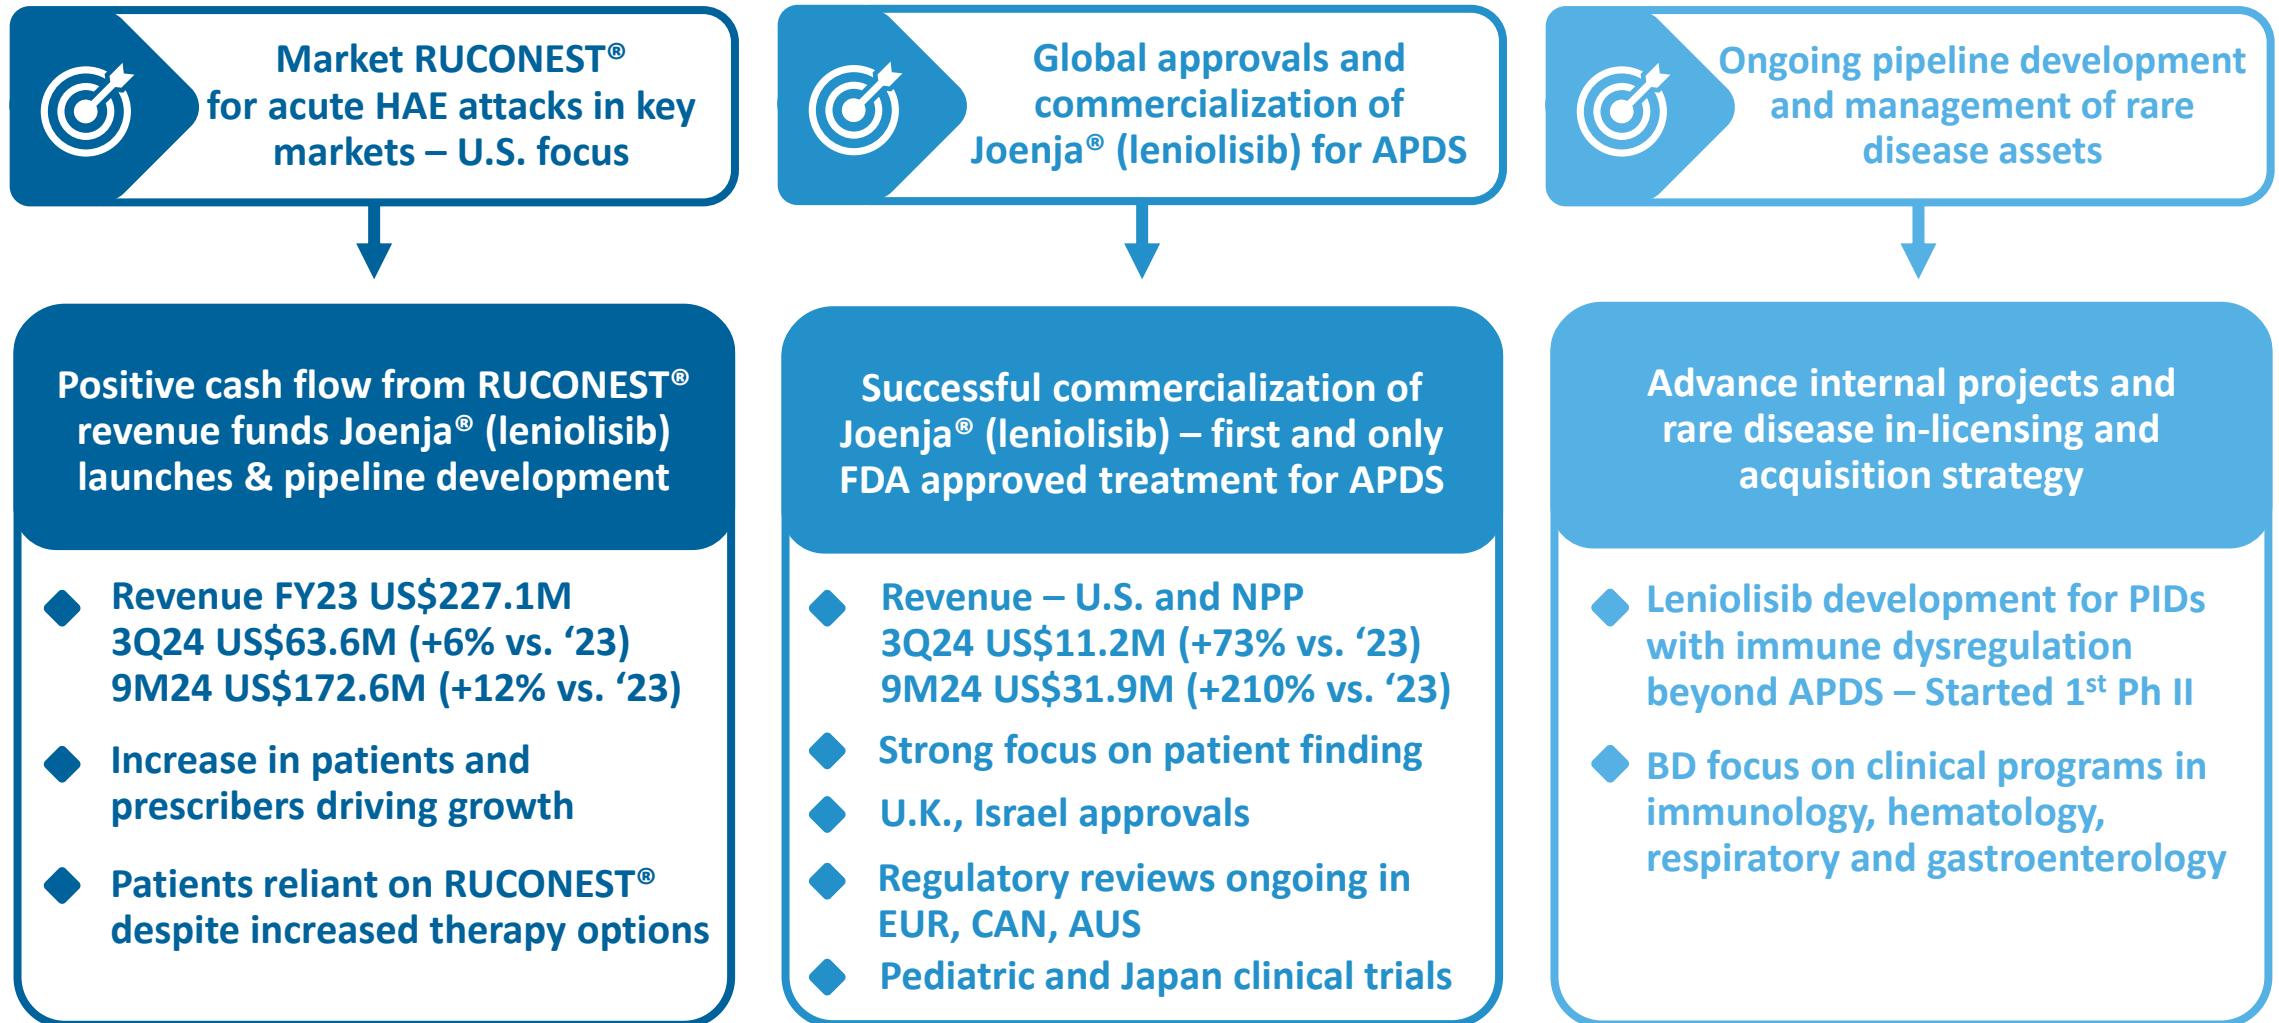 Market RUCONEST®
for acute HAE attacks in key
markets – U.S. focus
Positive cash flow from RUCONEST®
revenue funds Joenja® (leniolisib)
launches & pipeline development
Revenue FY23 US$227.1M
3Q24 US$63.6M (+6% vs. ‘23)
9M24 US$172.6M (+12% vs. ‘23)
Increase in patients and
prescribers driving growth
Patients reliant on RUCONEST®
despite increased therapy options
Global approvals and
commercialization of
Joenja® (leniolisib) for APDS
Successful commercialization of
Joenja® (leniolisib) – first and only
FDA approved treatment for APDS
Revenue – U.S. and NPP
3Q24 US$11.2M (+73% vs. ‘23)
9M24 US$31.9M (+210% vs. ‘23)
Strong focus on patient finding
U.K., Israel approvals
Regulatory reviews ongoing in
EUR, CAN, AUS
Pediatric and Japan clinical trials
Ongoing pipeline development
and management of rare
disease assets
Advance internal projects and
rare disease in-licensing and
acquisition strategy
Leniolisib development for PIDs
with immune dysregulation
beyond APDS – Started 1st Ph II
BD focus on clinical programs in
immunology, hematology,
respiratory and gastroenterology